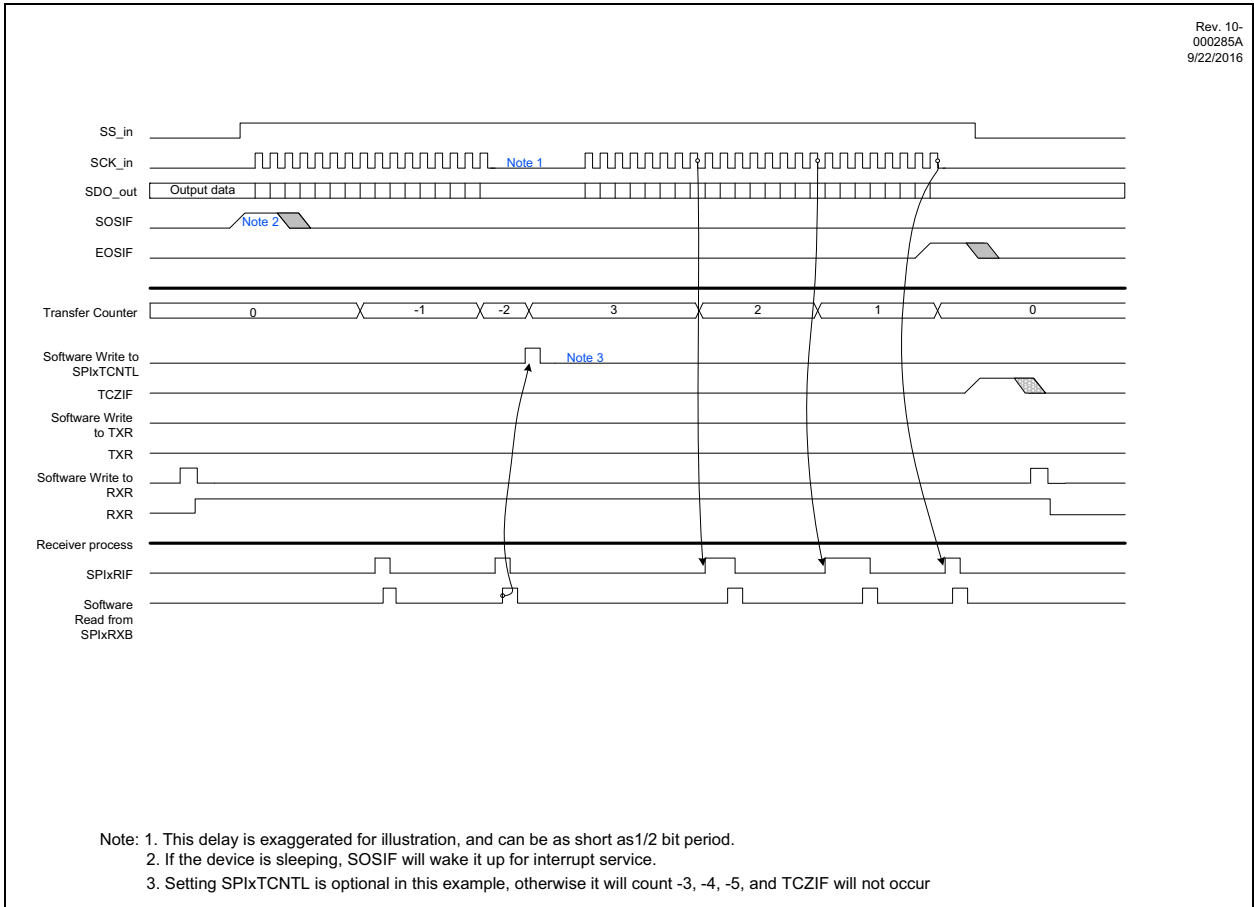 Rev. 10-
000285A
9/22/2016
SS_in
SCK_in
Note 1
SDO_out
Output data
SOSIF
Note 2
EOSIF
Transfer Counter
0 -1 -2 3 2 1 0
Software Write to
SPIxTCNTL
Note 3
TCZIF
Software Write
to TXR
TXR
Software Write to
RXR
RXR
Receiver process
SPIxRIF
Software
Read from
SPIxRXB
Note: 1. This delay is exaggerated for illustration, and can be as short as1/2 bit period.
2. If the device is sleeping, SOSIF will wake it up for interrupt service.
3. Setting SPIxTCNTL is optional in this example, otherwise it will count -3, -4, -5, and TCZIF will not occur